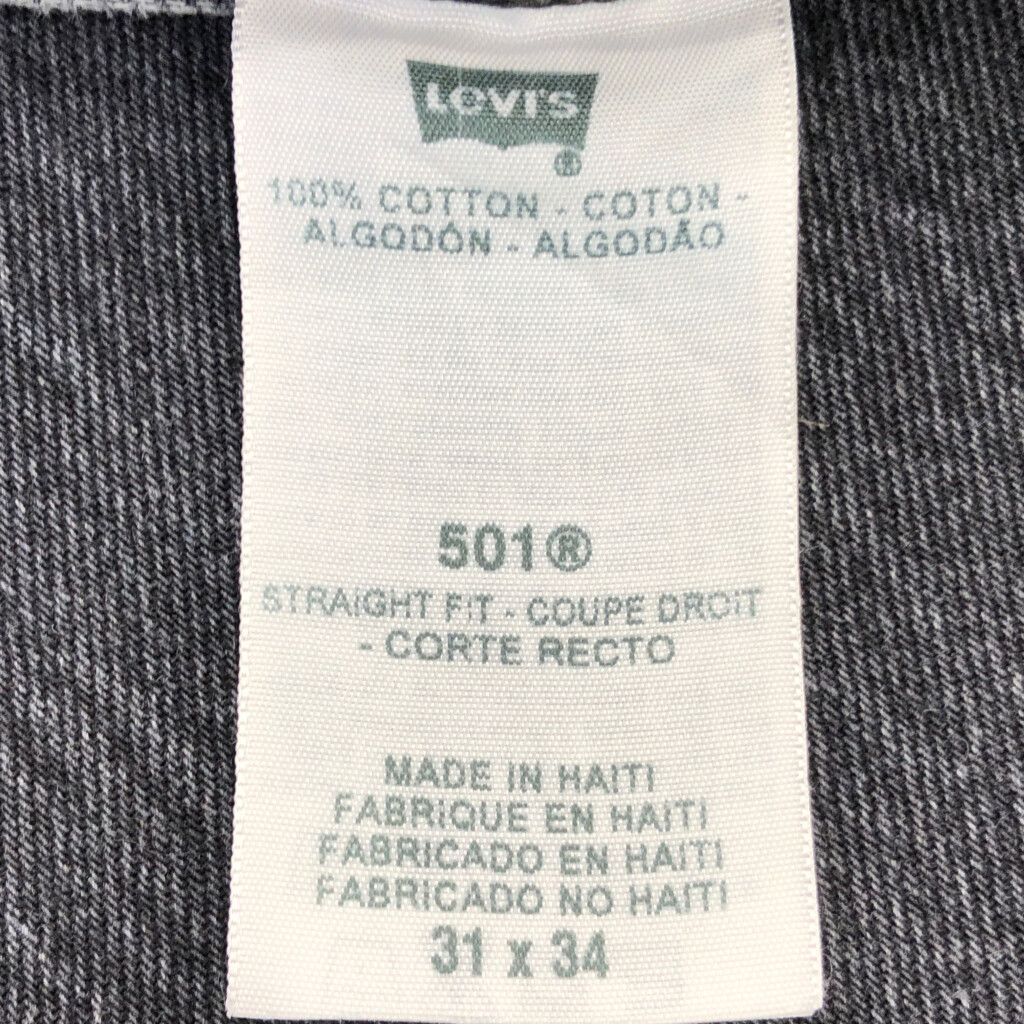 LEVI'S
®
100% COTTON - COTON -
ALGODÓN - ALGODÃO
501®
STRAIGHT FIT - COUPE DROIT
- CORTE RECTO
MADE IN HAITI
FABRIQUE EN HAITI
FABRICADO EN HAITI
FABRICADO NO HAITI
31 x 34